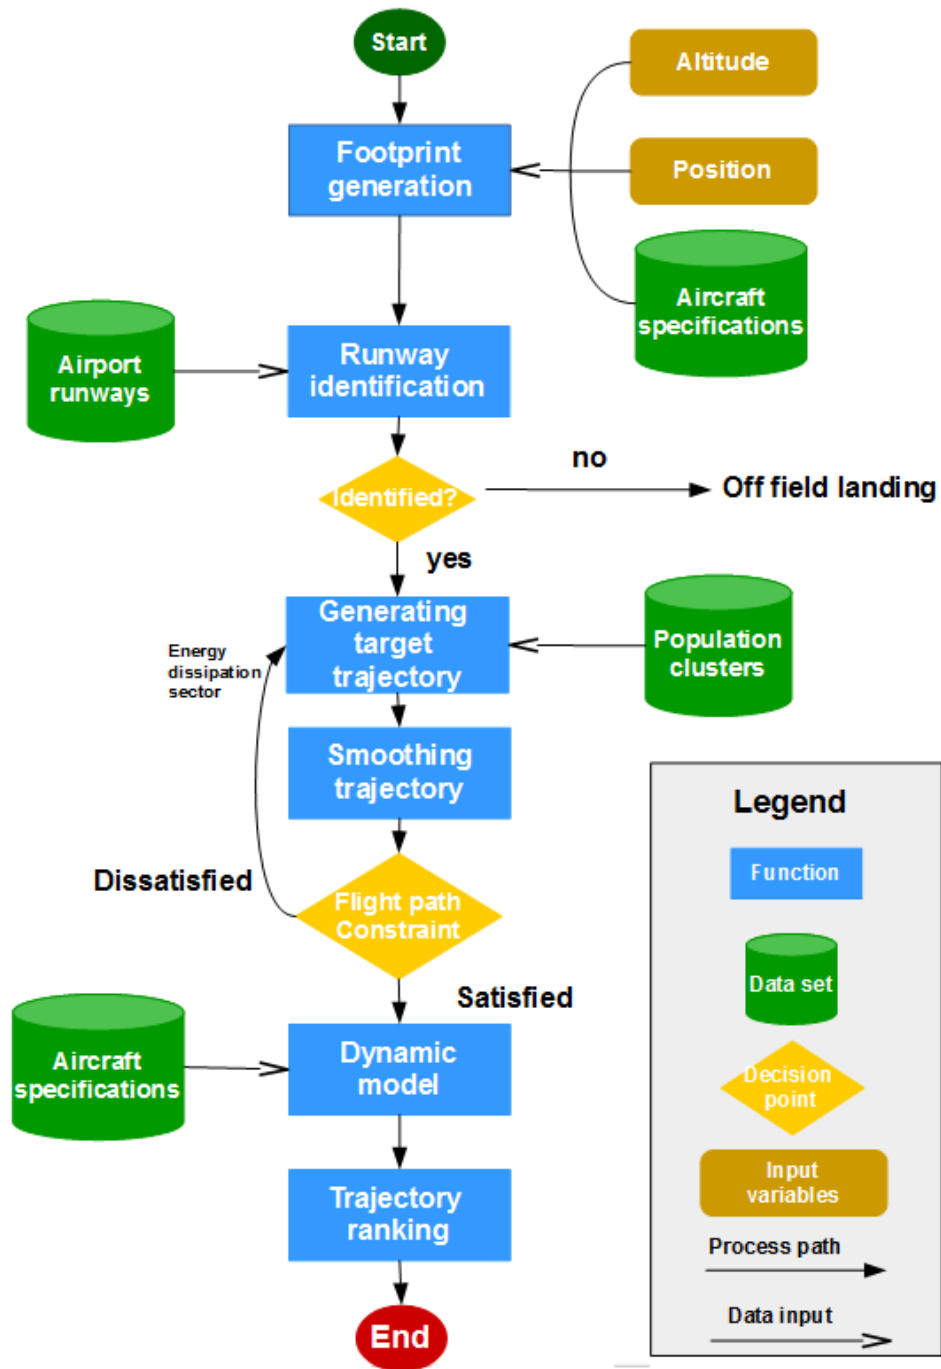 Start
Altitude
Footprint
generation
Position
Aircraft
specifications
Airport
runways
Runway
identification
Identified?
no
Off field landing
yes
Generating
target
trajectory
Energy
dissipation
sector
Population
clusters
Smoothing
trajectory
Dissatisfied
Flight path
Constraint
Satisfied
Aircraft
specifications
Dynamic
model
Trajectory
ranking
End
Legend
Function
Data set
Decision
point
Input
variables
Process path
Data input